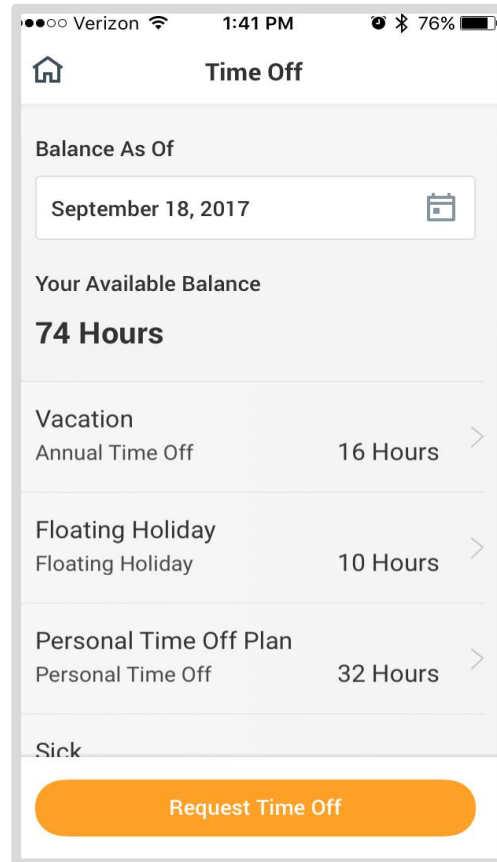 Verizon 1:41 PM 76%
Time Off
Balance As Of
September 18, 2017
Your Available Balance
74 Hours
Vacation
Annual Time Off 16 Hours
Floating Holiday
Floating Holiday 10 Hours
Personal Time Off Plan
Personal Time Off 32 Hours
Sick
Request Time Off